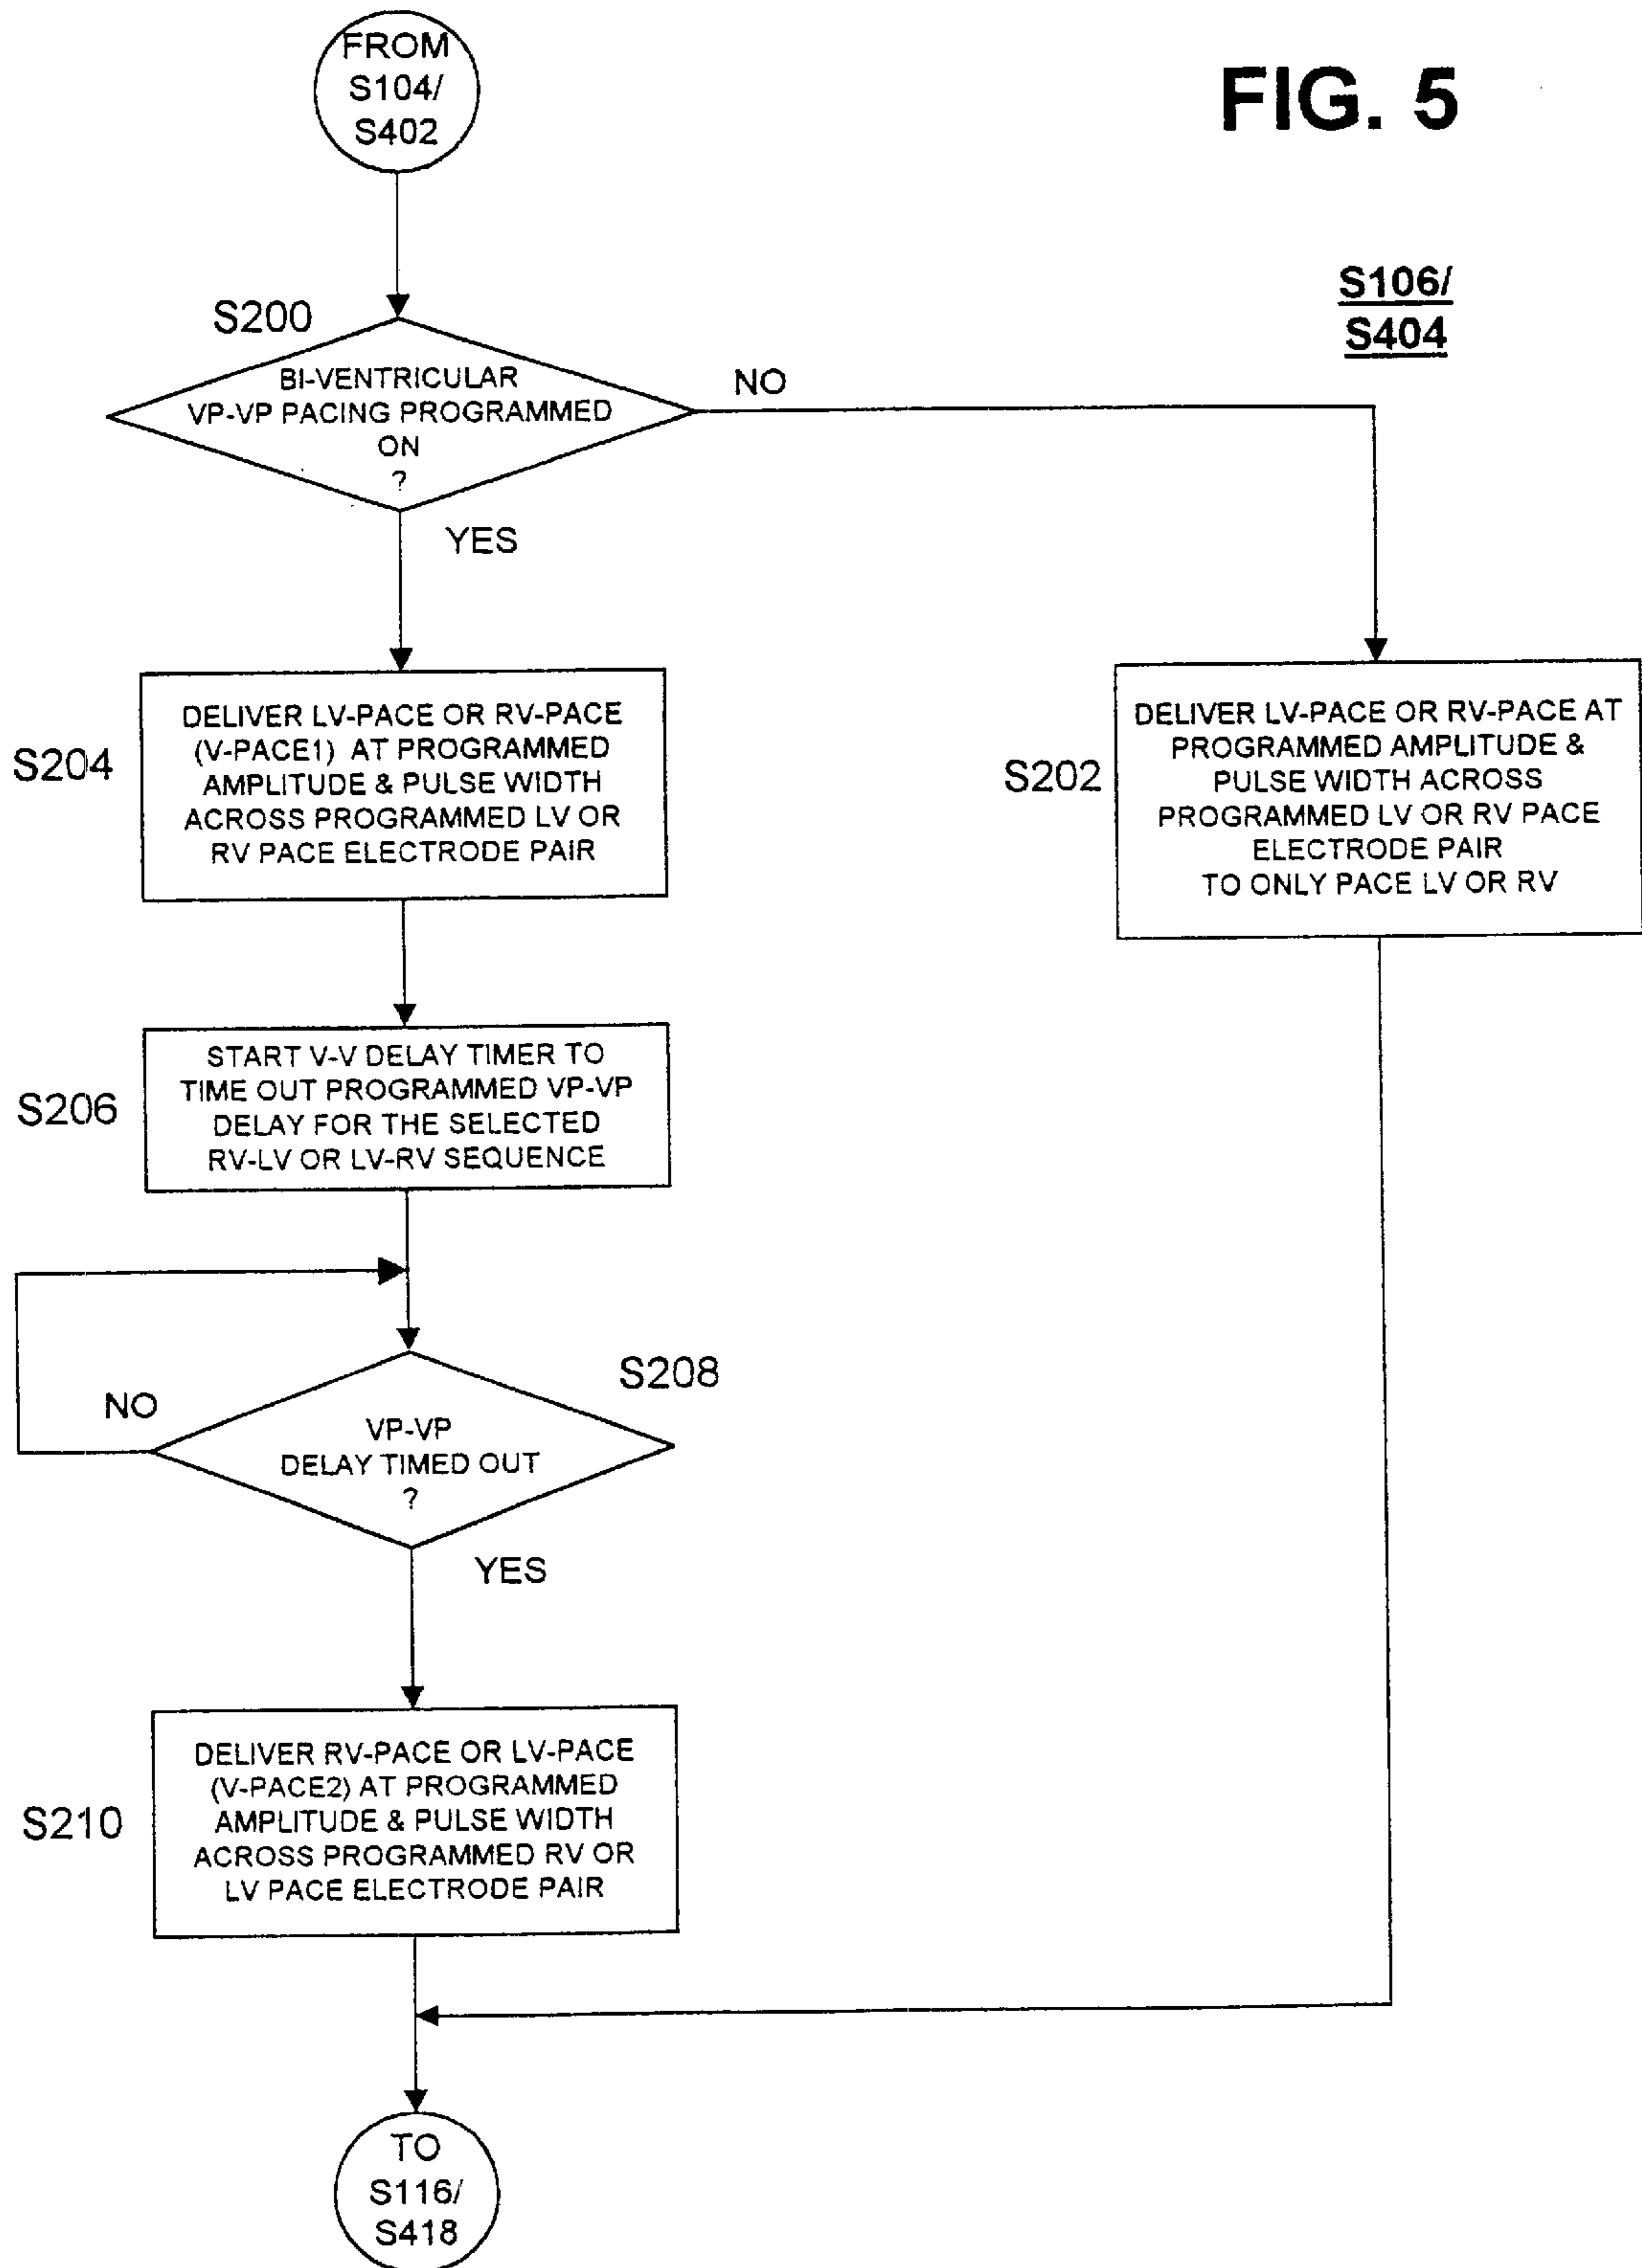 FROM
S104/
S402
FIG. 5
S106/
S404
S200
BI-VENTRICULAR
VP-VP PACING PROGRAMMED
ON
?
NO
YES
S204
DELIVER LV-PACE OR RV-PACE
(V-PACE1) AT PROGRAMMED
AMPLITUDE & PULSE WIDTH
ACROSS PROGRAMMED LV OR
RV PACE ELECTRODE PAIR
S202
DELIVER LV-PACE OR RV-PACE AT
PROGRAMMED AMPLITUDE &
PULSE WIDTH ACROSS
PROGRAMMED LV OR RV PACE
ELECTRODE PAIR
TO ONLY PACE LV OR RV
S206
START V-V DELAY TIMER TO
TIME OUT PROGRAMMED VP-VP
DELAY FOR THE SELECTED
RV-LV OR LV-RV SEQUENCE
S208
NO
VP-VP
DELAY TIMED OUT
?
YES
S210
DELIVER RV-PACE OR LV-PACE
(V-PACE2) AT PROGRAMMED
AMPLITUDE & PULSE WIDTH
ACROSS PROGRAMMED RV OR
LV PACE ELECTRODE PAIR
TO
S116/
S418